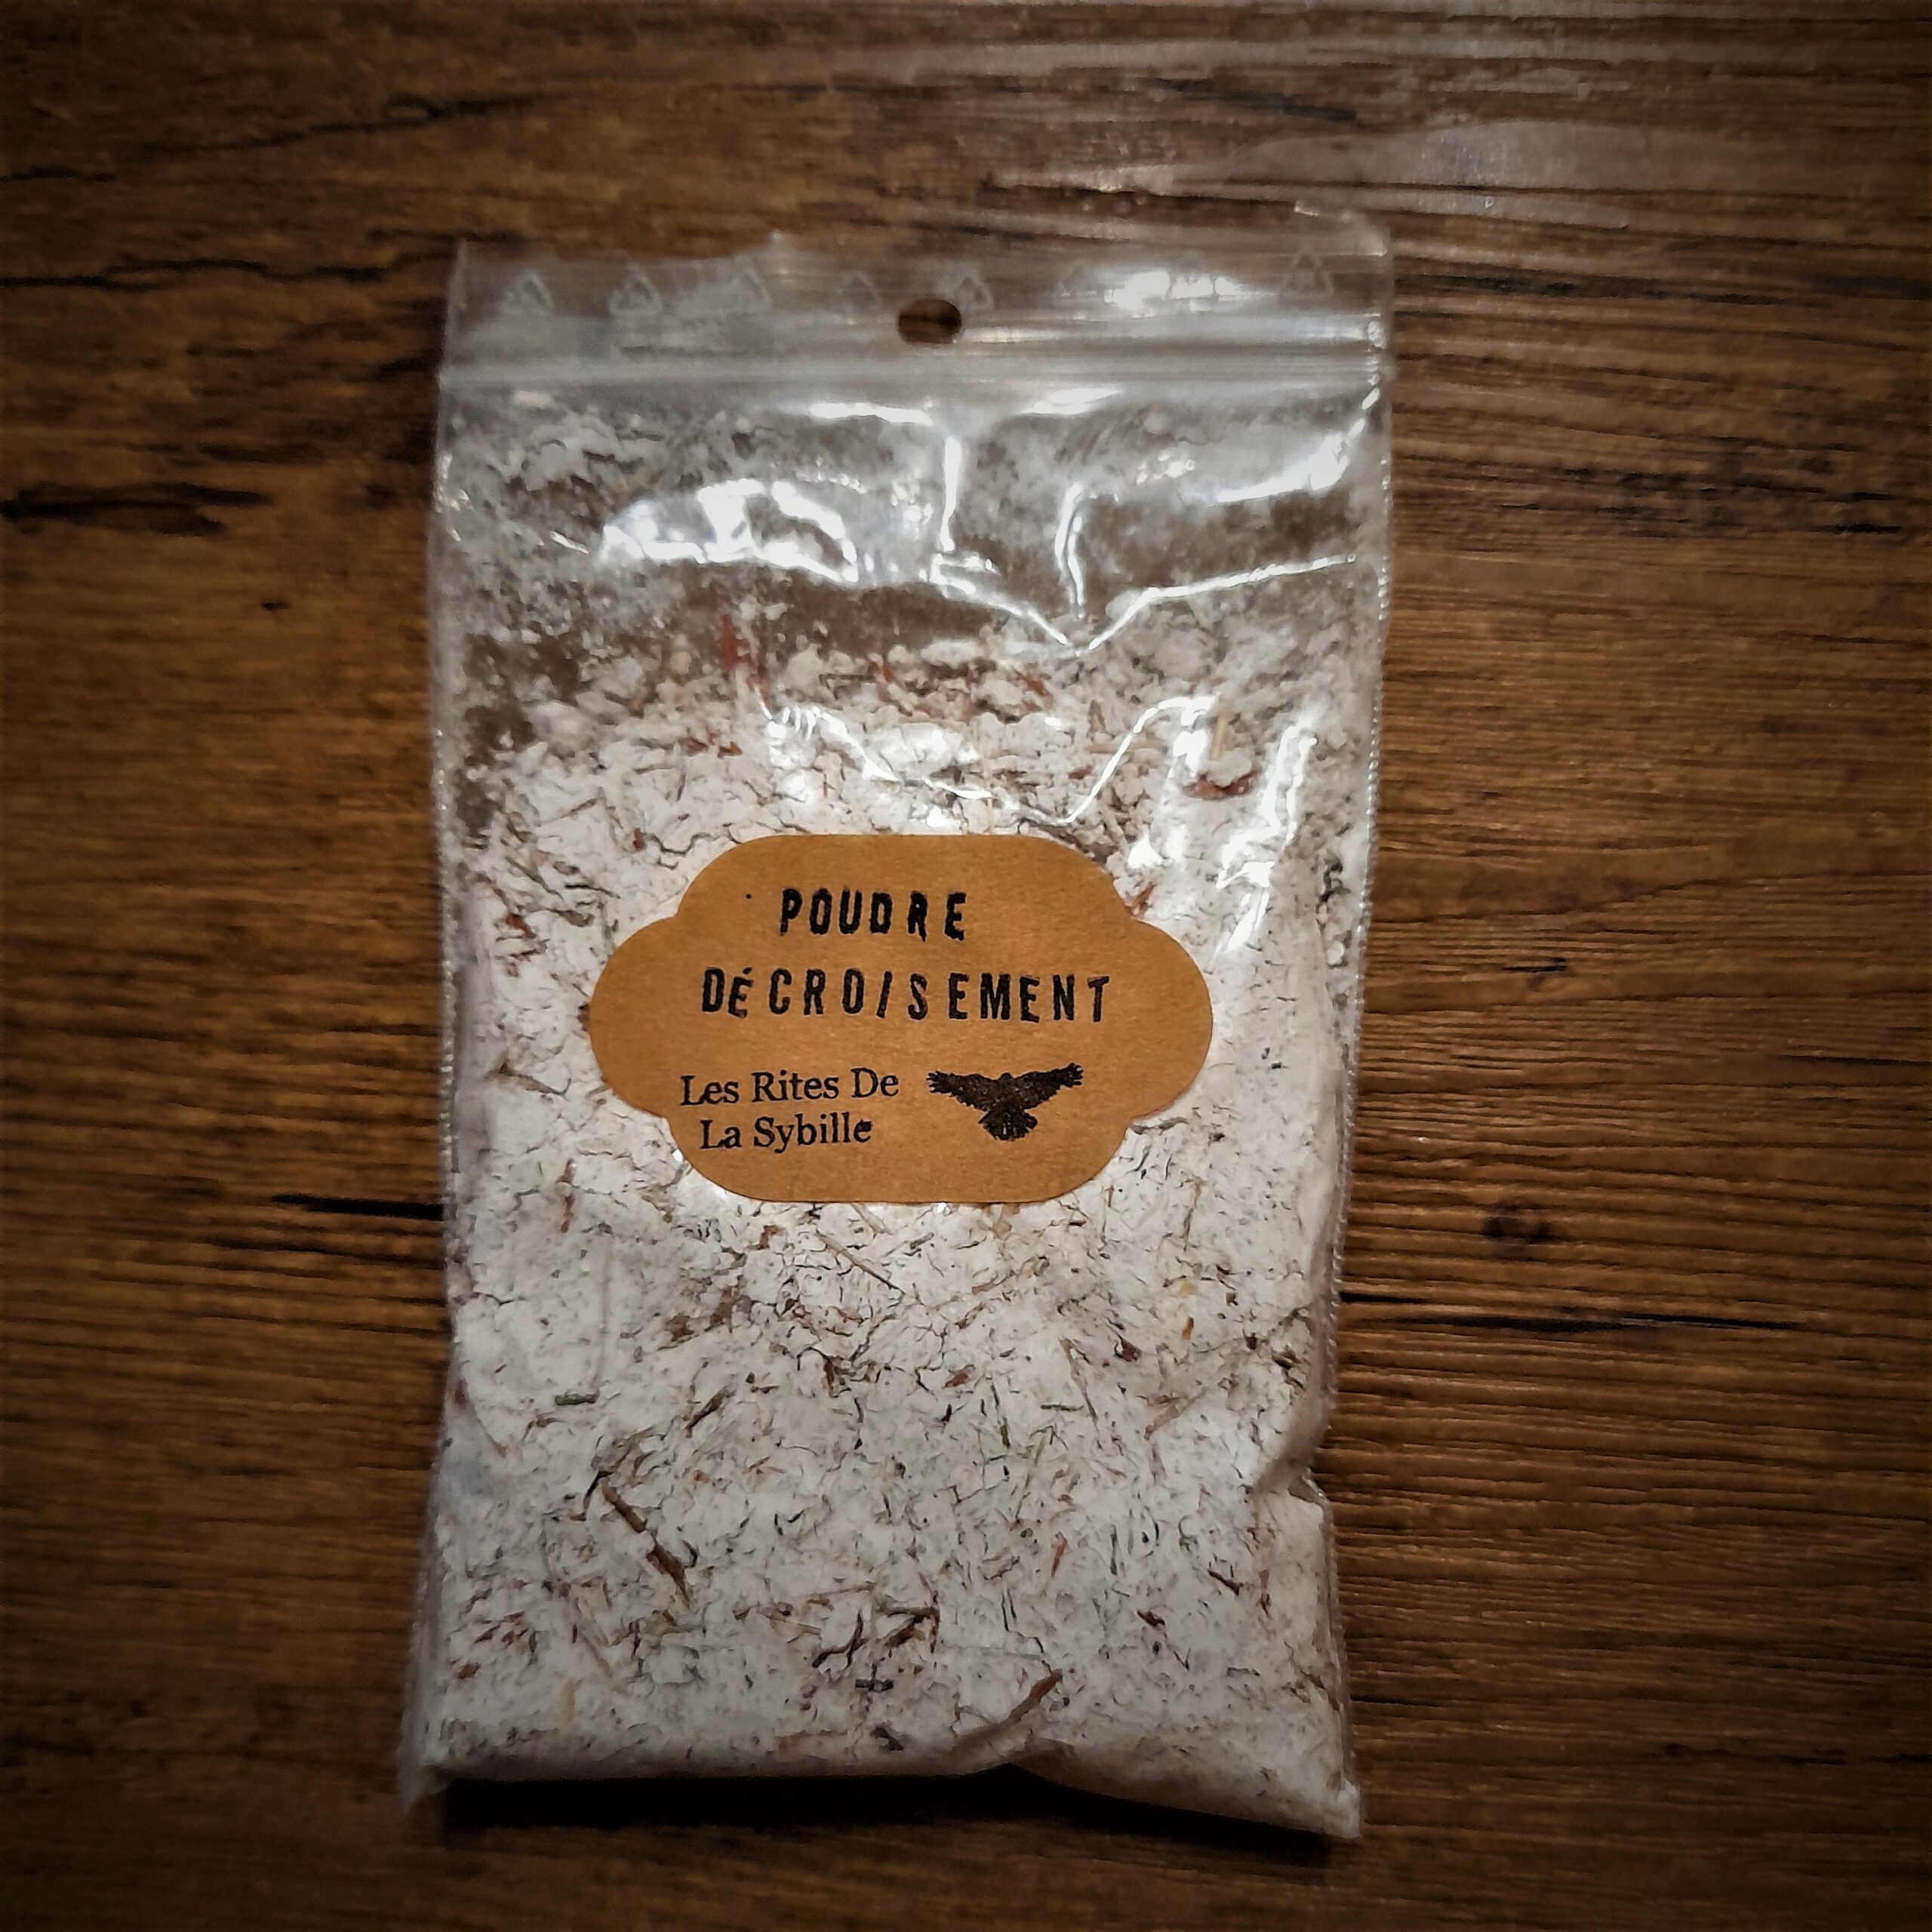 POUDRE
DÉCROISEMENT
Les Rites De
La Sybille